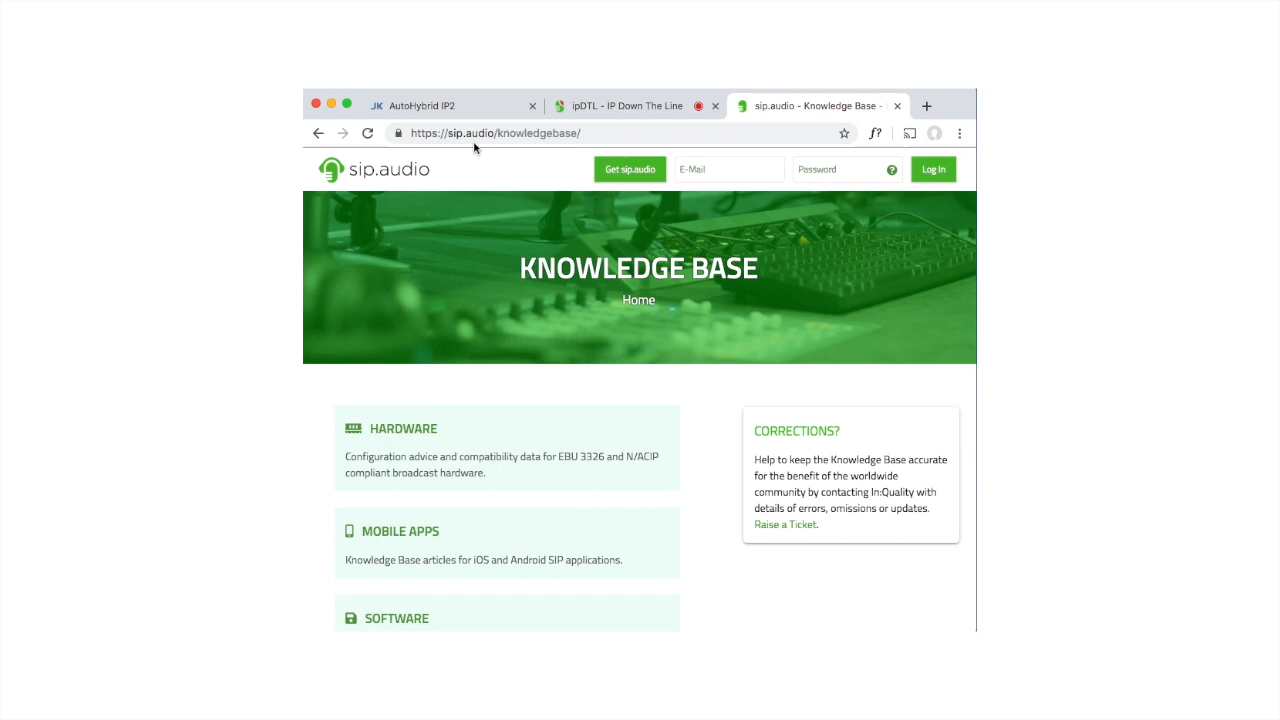 JK AutoHybrid IP2
ipDTL - IP Down The Line
sip.audio - Knowledge Base -
https://sip.audio/knowledgebase/
f?
sip.audio
Get sip.audio
E-Mail
Password
Log In
KNOWLEDGE BASE
Home
HARDWARE
Configuration advice and compatibility data for EBU 3326 and N/ACIP
compliant broadcast hardware.
MOBILE APPS
Knowledge Base articles for iOS and Android SIP applications.
SOFTWARE
CORRECTIONS?
Help to keep the Knowledge Base accurate
for the benefit of the worldwide
community by contacting In:Quality with
details of errors, omissions or updates.
Raise a Ticket.